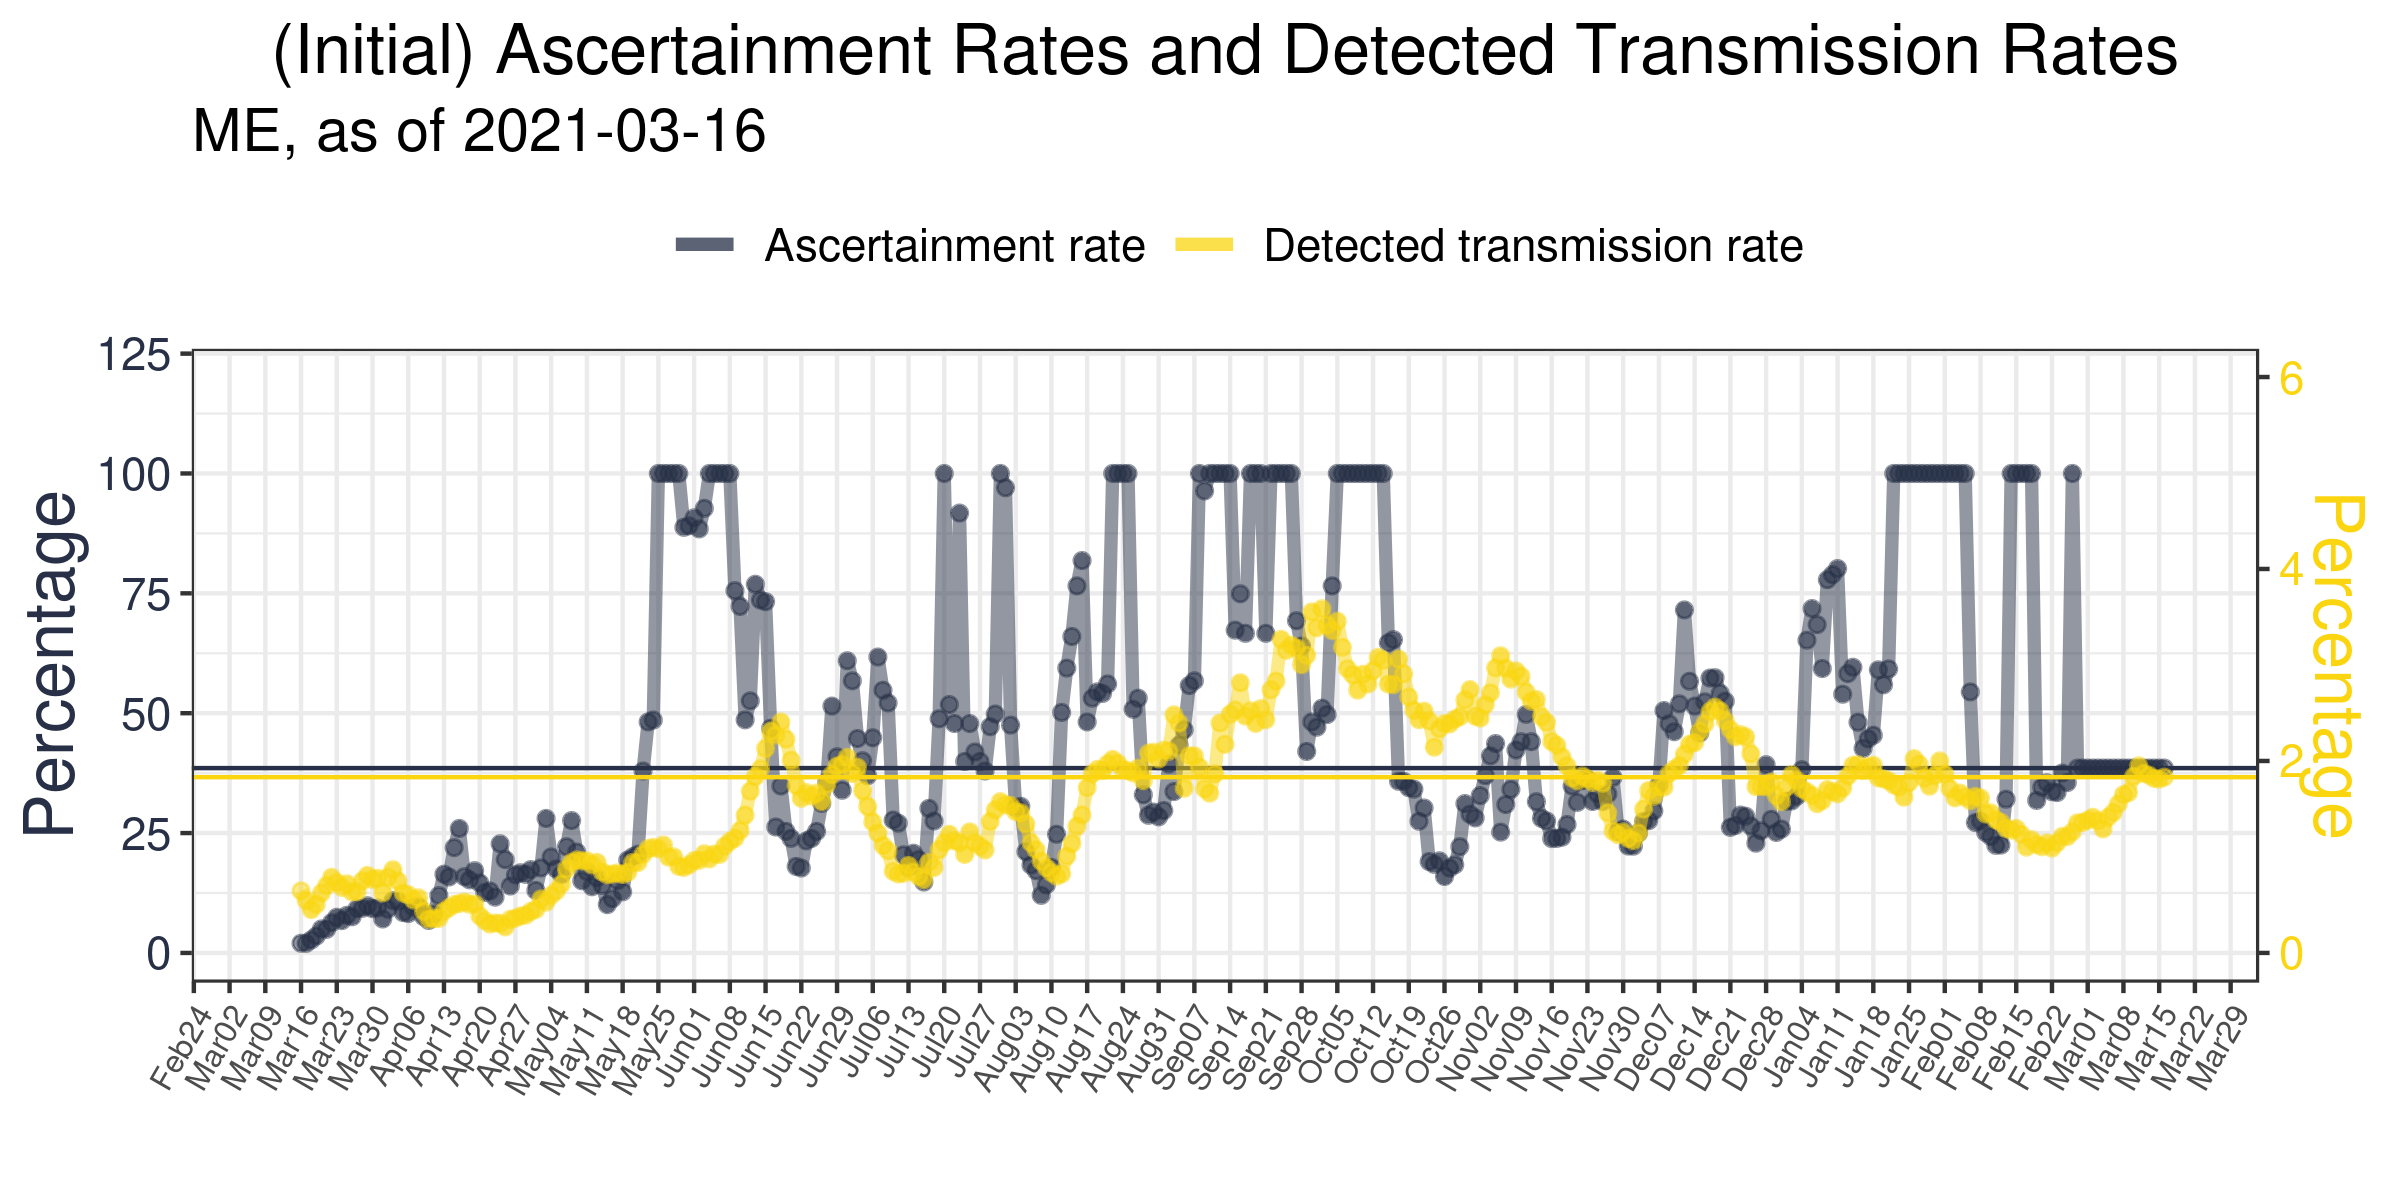 (Initial) Ascertainment Rates and Detected Transmission Rates
ME, as of 2021-03-16
Ascertainment rate Detected transmission rate
125
100
75
50
25
0
Percentage
6
4
2
0
Percentage
Feb24 Mar02 Mar09 Mar16 Mar23 Mar30 Apr06 Apr13 Apr20 Apr27 May04 May11 May18 May25 Jun01 Jun08 Jun15 Jun22 Jun29 Jul06 Jul13 Jul20 Jul27 Aug03 Aug10 Aug17 Aug24 Aug31 Sep07 Sep14 Sep21 Sep28 Oct05 Oct12 Oct19 Oct26 Nov02 Nov09 Nov16 Nov23 Nov30 Dec07 Dec14 Dec21 Dec28 Jan04 Jan11 Jan18 Jan25 Feb01 Feb08 Feb15 Feb22 Mar01 Mar08 Mar15 Mar22 Mar29